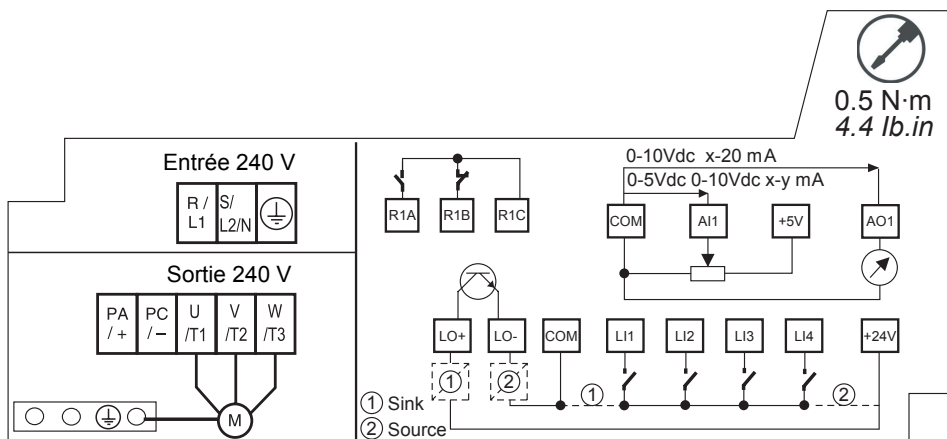 0.5 N·m
4.4 lb.in
Entrée 240 V
R / L1
S/ L2/N
Sortie 240 V
PA / +
PC / −
U /T1
V /T2
W /T3
M
R1A
R1B
R1C
0-10Vdc x-20 mA
0-5Vdc 0-10Vdc x-y mA
COM
AI1
+5V
AO1
LO+
LO-
COM
LI1
LI2
LI3
LI4
+24V
①
②
① Sink
② Source
①
②